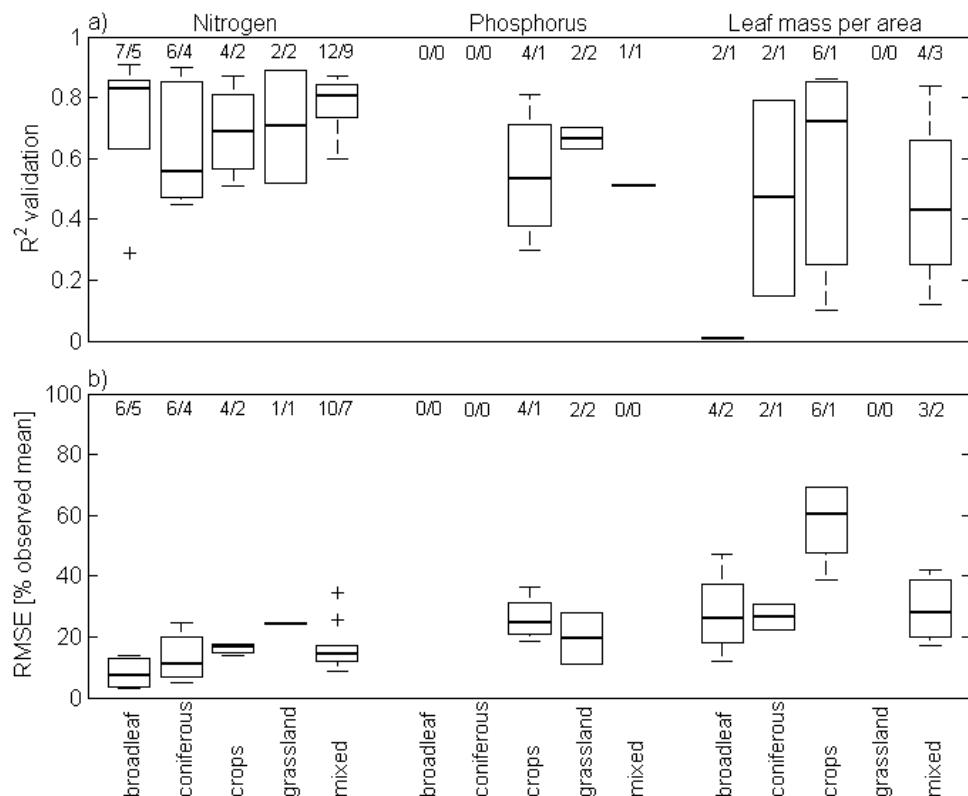 a) Nitrogen Phosphorus Leaf mass per area
1 7/5 6/4 4/2 2/2 12/9 0/0 0/0 4/1 2/2 1/1 2/1 2/1 6/1 0/0 4/3
0.8
0.6
0.4
0.2
0
R² validation
b)
100 6/5 6/4 4/2 1/1 10/7 0/0 0/0 4/1 2/2 0/0 4/2 2/1 6/1 0/0 3/2
80
60
40
20
0
RMSE [% observed mean]
broadleaf
coniferous
crops
grassland
mixed
broadleaf
coniferous
crops
grassland
mixed
broadleaf
coniferous
crops
grassland
mixed